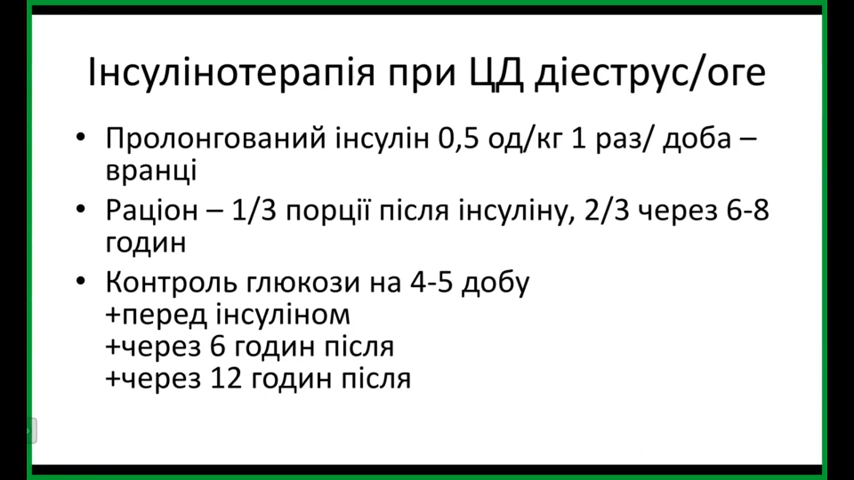 Інсулінотерапія при ЦД діеструс/оге
• Пролонгований інсулін 0,5 од/кг 1 раз/ доба –
вранці
• Раціон – 1/3 порції після інсуліну, 2/3 через 6-8
годин
• Контроль глюкози на 4-5 добу
+перед інсуліном
+через 6 годин після
+через 12 годин після